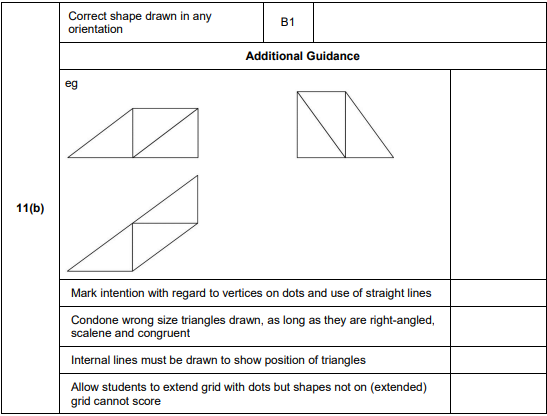 Correct shape drawn in any
orientation
B1
Additional Guidance
eg
11(b)
Mark intention with regard to vertices on dots and use of straight lines
Condone wrong size triangles drawn, as long as they are right-angled,
scalene and congruent
Internal lines must be drawn to show position of triangles
Allow students to extend grid with dots but shapes not on (extended)
grid cannot score